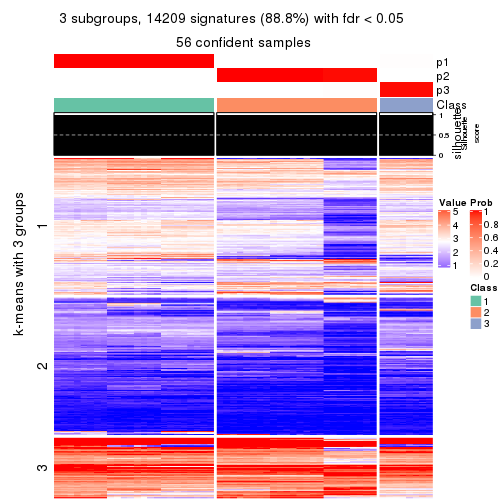 3 subgroups, 14209 signatures (88.8%) with fdr < 0.05
56 confident samples
p1
p2
p3
Class
silhouette
Silhouette
score
1
0.5
0
k-means with 3 groups
1
2
3
Value
5
4
3
2
1
Prob
1
0.8
0.6
0.4
0.2
0
Class
1
2
3